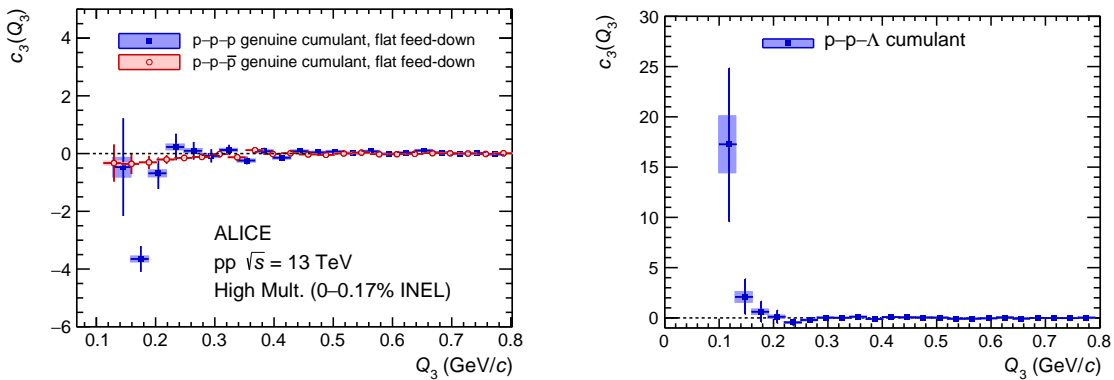 c₃(Q₃)
4
2
0
−2
−4
−6
p–p–p genuine cumulant, flat feed-down
p–p–p̅ genuine cumulant, flat feed-down
ALICE
pp √s = 13 TeV
High Mult. (0–0.17% INEL)
0.1 0.2 0.3 0.4 0.5 0.6 0.7 0.8
Q₃ (GeV/c)
c₃(Q₃)
30
25
20
15
10
5
0
p–p–Λ cumulant
0 0.1 0.2 0.3 0.4 0.5 0.6 0.7 0.8
Q₃ (GeV/c)